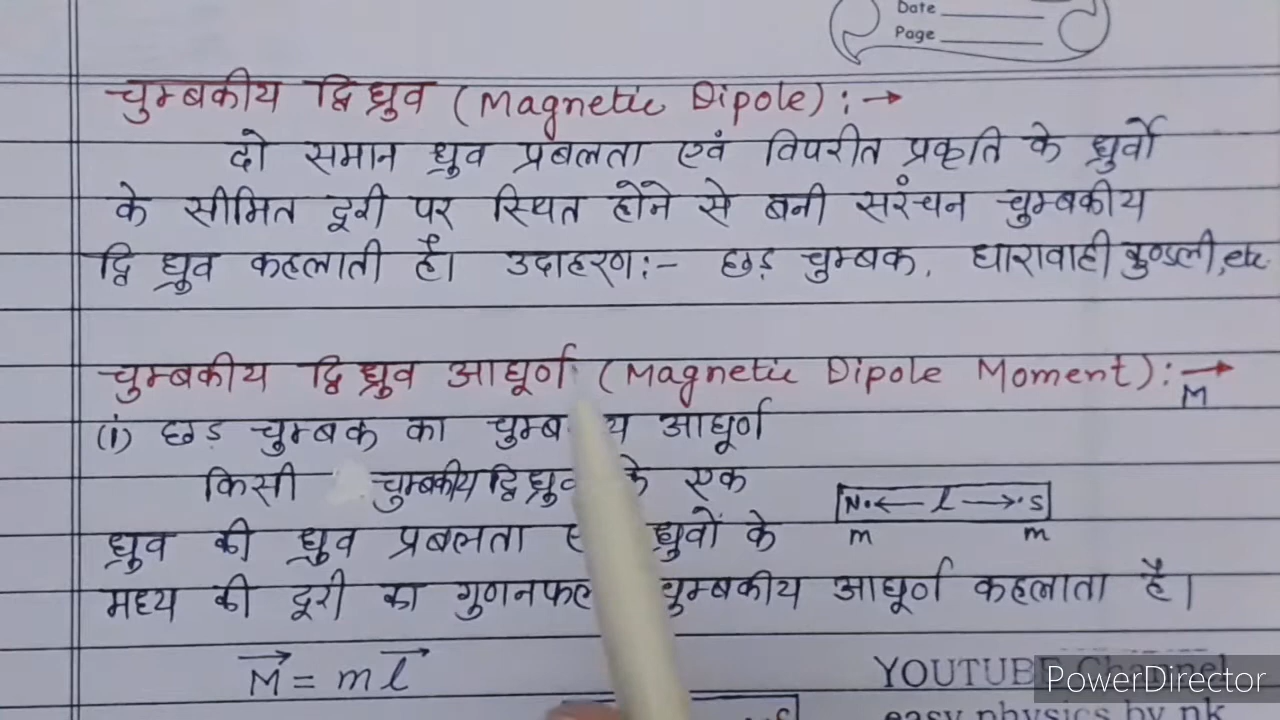 Date
Page
चुम्बकीय द्विध्रुव (Magnetic Dipole) : →
दो समान ध्रुव प्रबलता एवं विपरीत प्रकृति के ध्रुवों
के सीमित दूरी पर स्थित होने से बनी सरंचन चुम्बकीय
द्विध्रुव कहलाती है। उदाहरण:- छड़ चुम्बक, धारावाही कुण्डली, etc
चुम्बकीय द्विध्रुव आघूर्ण (Magnetic Dipole Moment) : →
M
(i) छड़ चुम्बक का आघूर्ण
किसी चुम्बकीय द्विध्रुव के एक
N.← l →.S
ध्रुव की ध्रुव प्रबलता ध्रुवों के
m m
मध्य की दूरी का गुणनफल चुम्बकीय आघूर्ण कहलाता है।
M⃗ = m l⃗
YOUTUBE Channel
PowerDirector
easy physics by nk